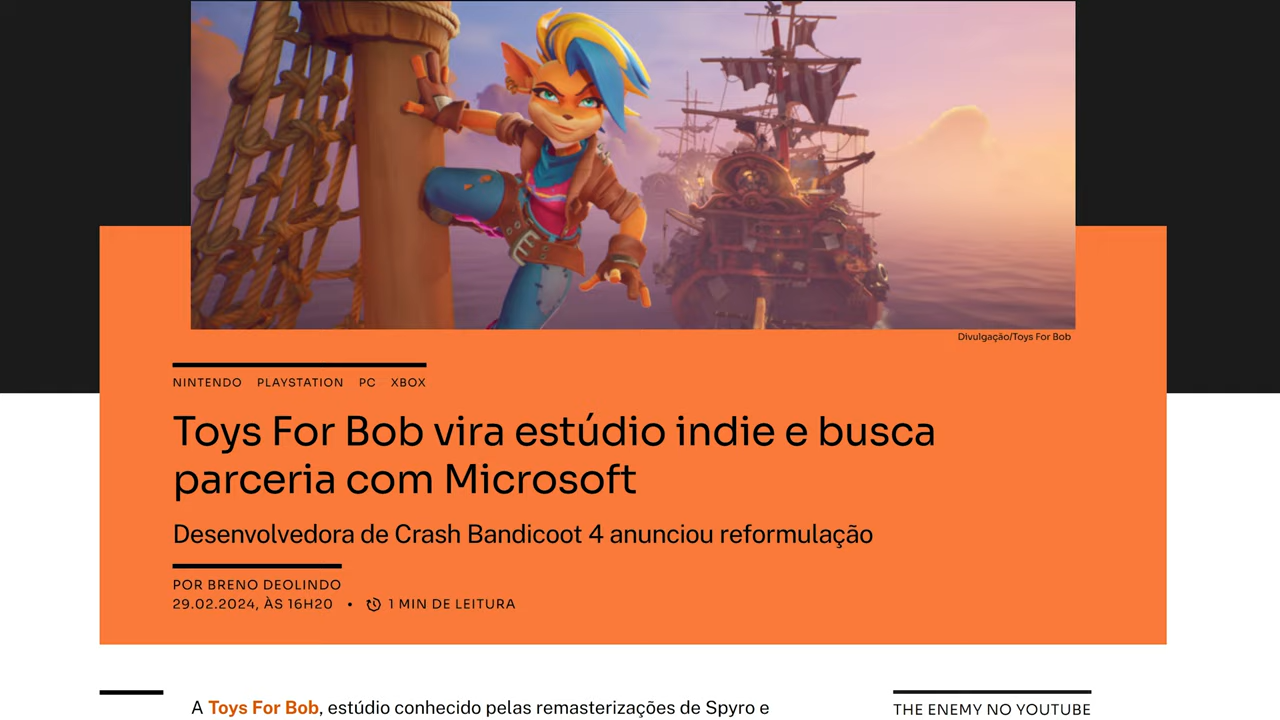 Divulgação/Toys For Bob
NINTENDO PLAYSTATION PC XBOX
Toys For Bob vira estúdio indie e busca
parceria com Microsoft
Desenvolvedora de Crash Bandicoot 4 anunciou reformulação
POR BRENO DEOLINDO
29.02.2024, ÀS 16H20 • 1 MIN DE LEITURA
A Toys For Bob, estúdio conhecido pelas remasterizações de Spyro e
THE ENEMY NO YOUTUBE